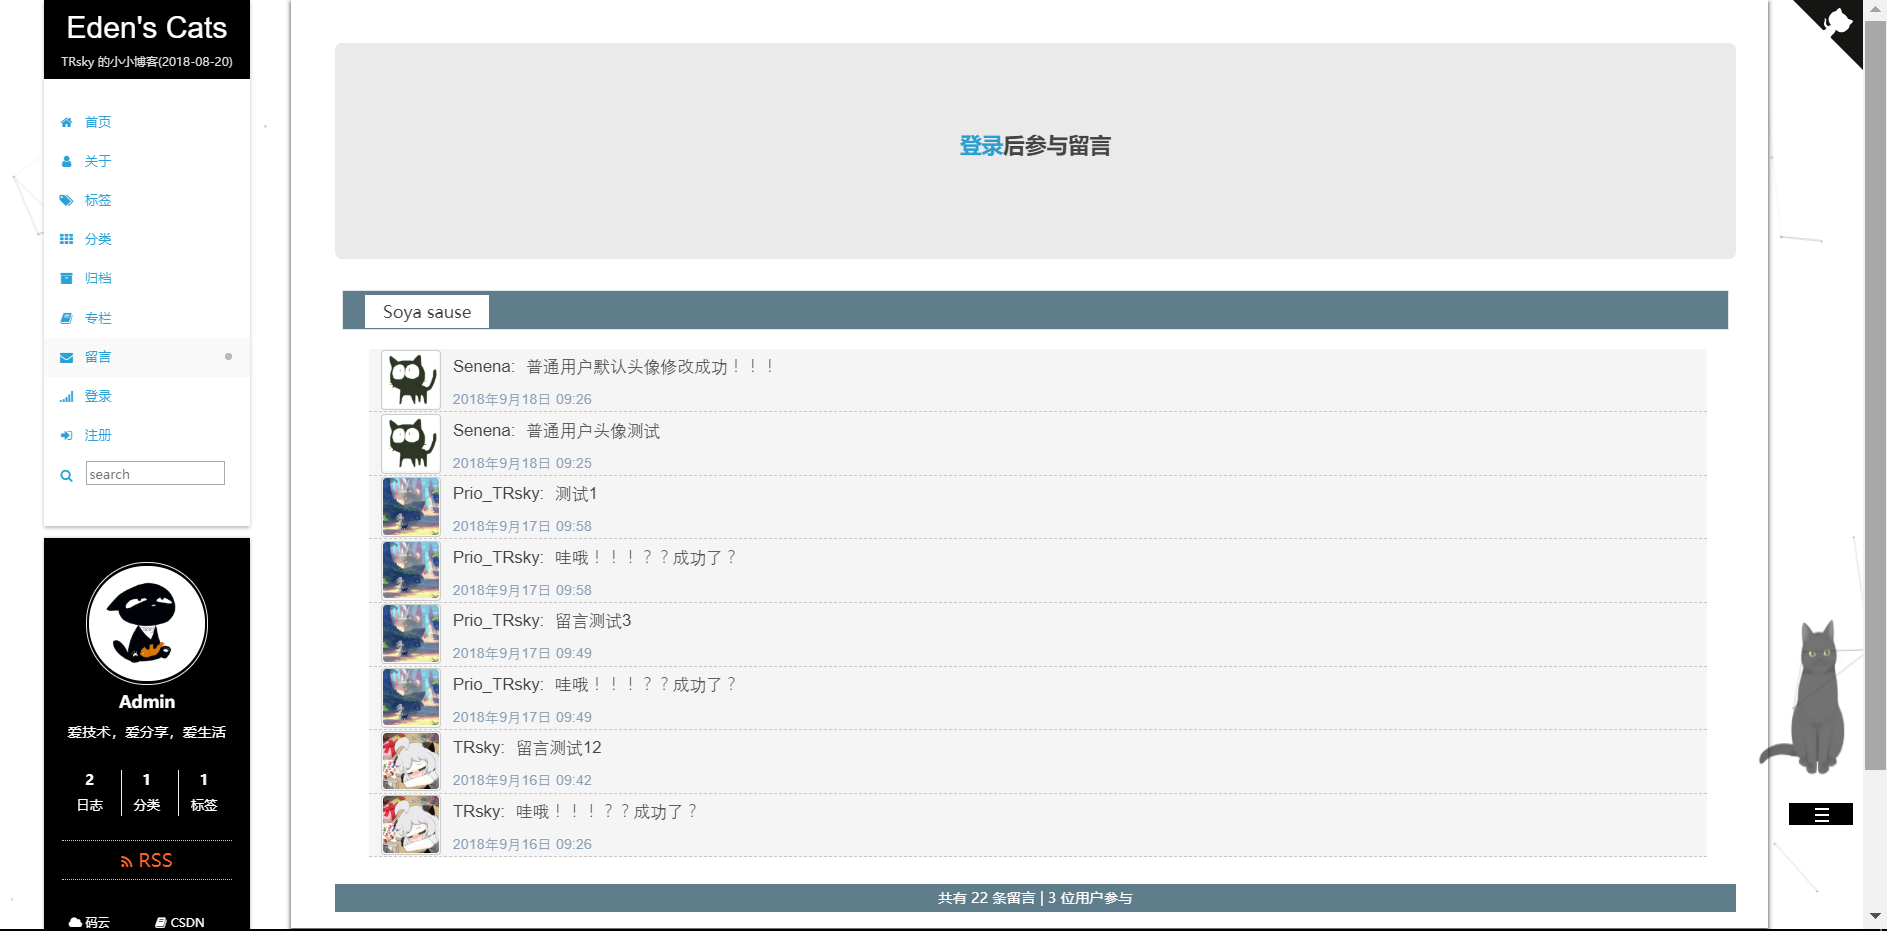 Eden's Cats
TRsky 的小小博客(2018-08-20)
首页
关于
标签
分类
归档
专栏
留言
登录
注册
search
Admin
爱技术，爱分享，爱生活
2 1 1
日志 分类 标签
RSS
码云 CSDN
登录后参与留言
Soya sause
Senena: 普通用户默认头像修改成功！！！
2018年9月18日 09:26
Senena: 普通用户头像测试
2018年9月18日 09:25
Prio_TRsky: 测试1
2018年9月17日 09:58
Prio_TRsky: 哇哦！！！？？成功了？
2018年9月17日 09:58
Prio_TRsky: 留言测试3
2018年9月17日 09:49
Prio_TRsky: 哇哦！！！？？成功了？
2018年9月17日 09:49
TRsky: 留言测试12
2018年9月16日 09:42
TRsky: 哇哦！！！？？成功了？
2018年9月16日 09:26
共有 22 条留言 | 3 位用户参与